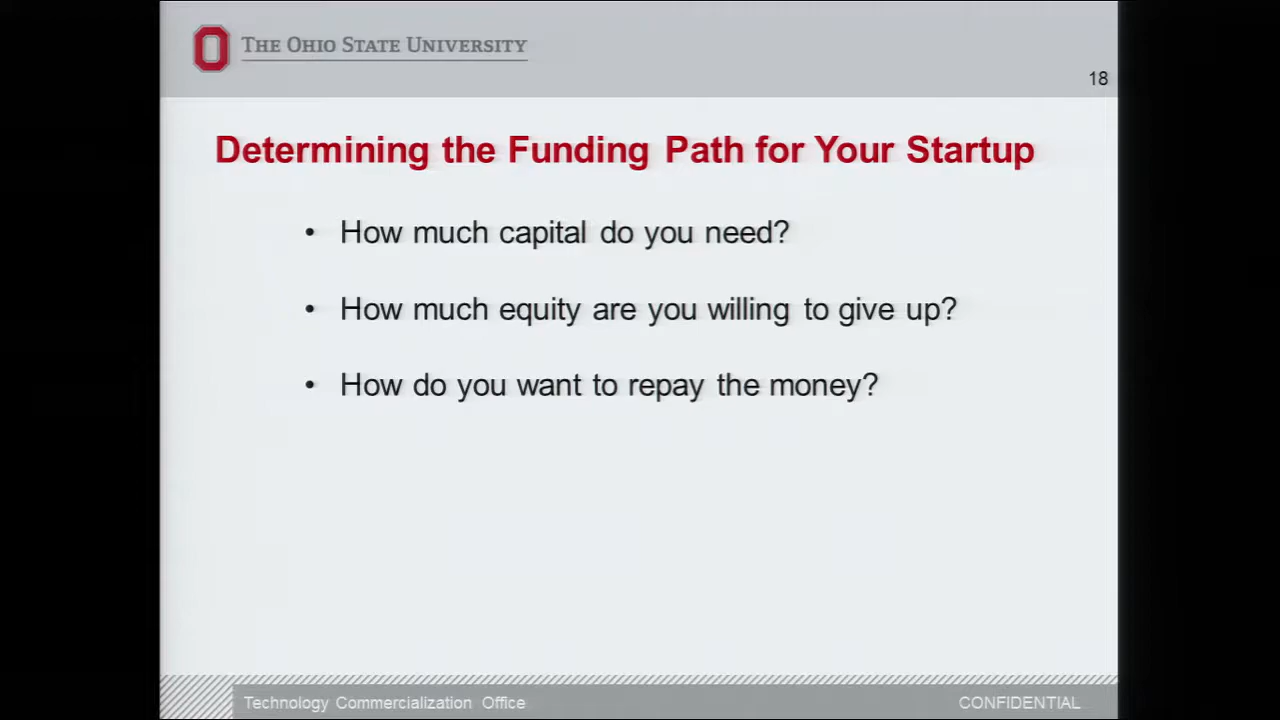 THE OHIO STATE UNIVERSITY
18
Determining the Funding Path for Your Startup
• How much capital do you need?
• How much equity are you willing to give up?
• How do you want to repay the money?
Technology Commercialization Office
CONFIDENTIAL